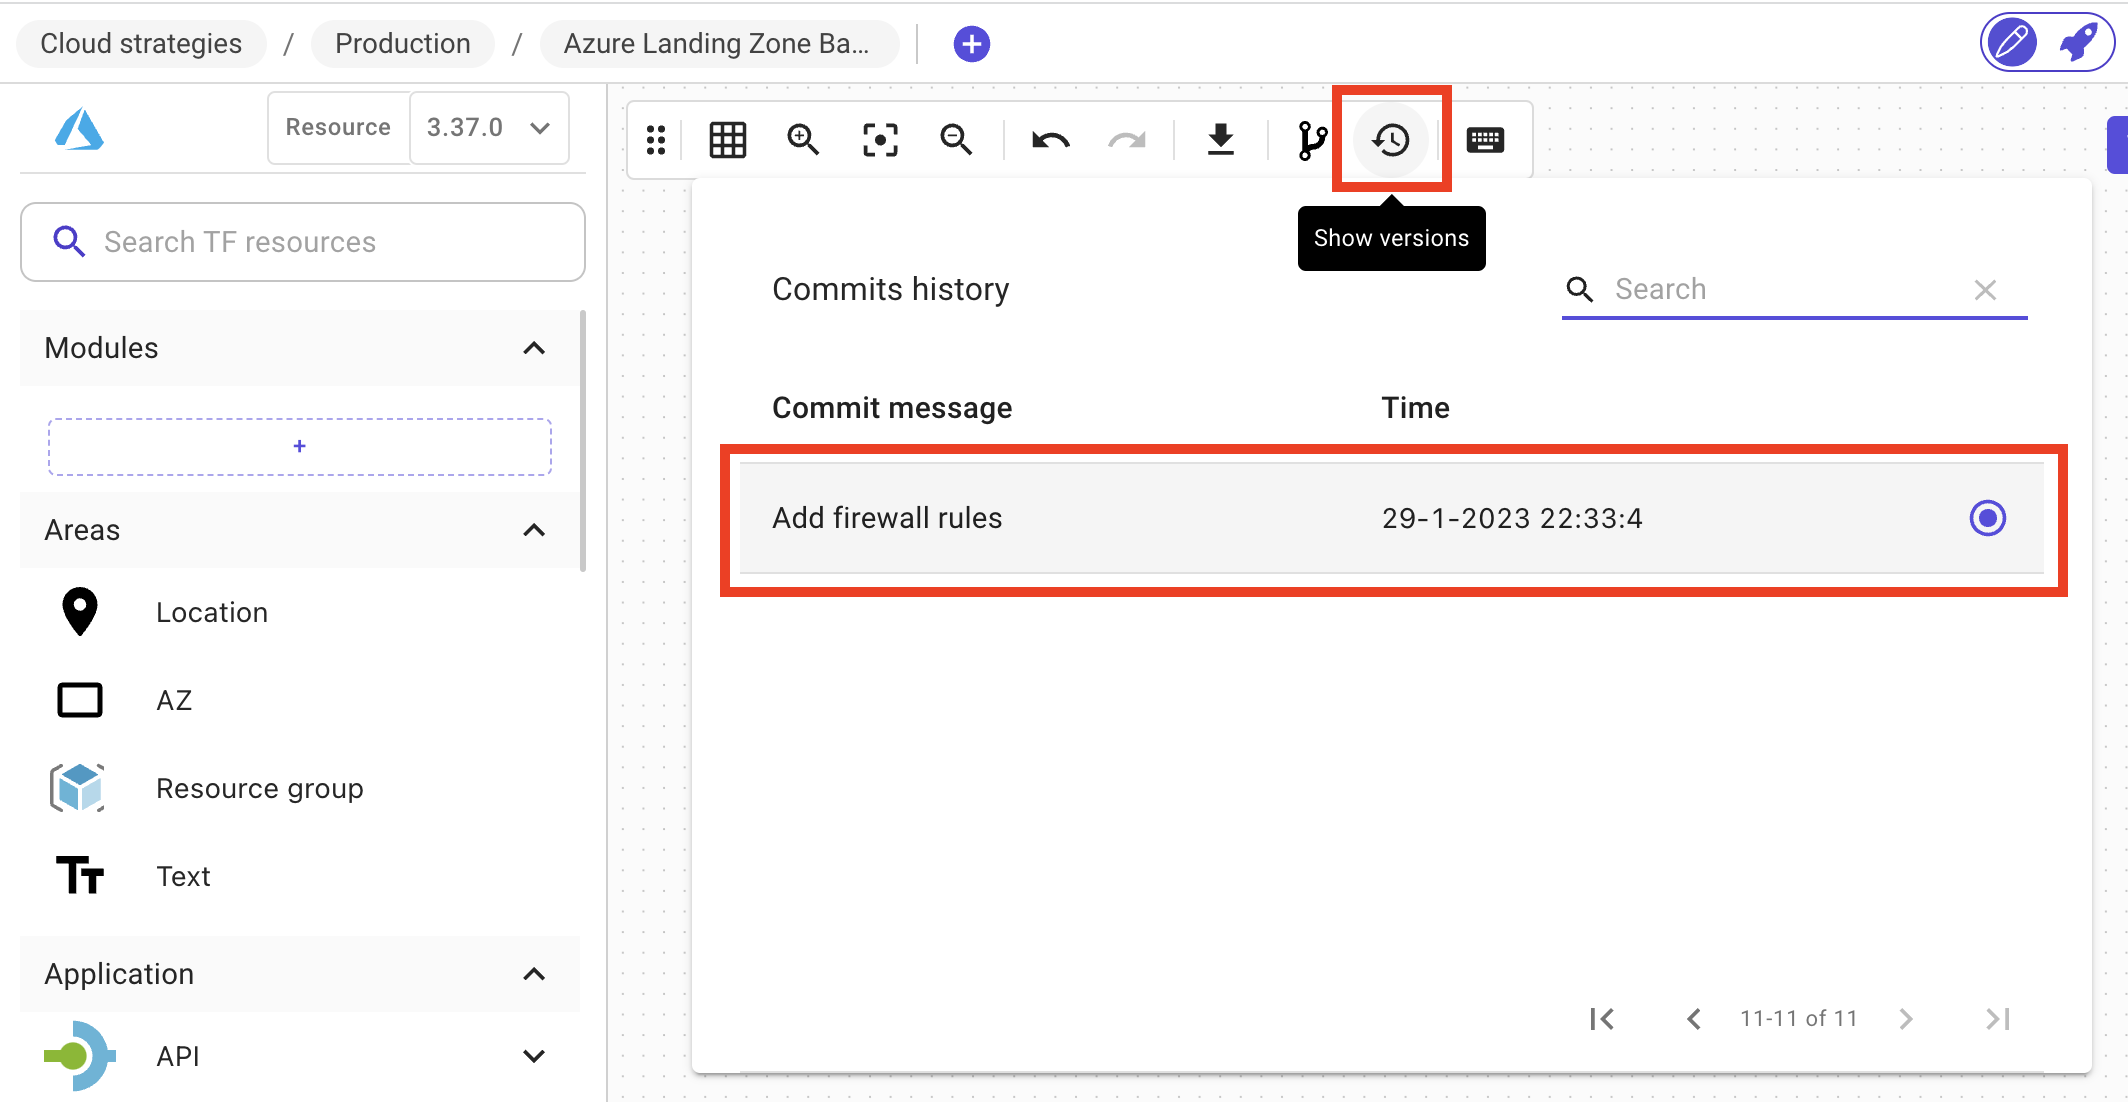 Cloud strategies / Production / Azure Landing Zone Ba...
Resource 3.37.0
Show versions
Search TF resources
Commits history
Search
Modules
Commit message Time
+
Add firewall rules 29-1-2023 22:33:4
Areas
Location
AZ
Resource group
Text
Application
11-11 of 11
API